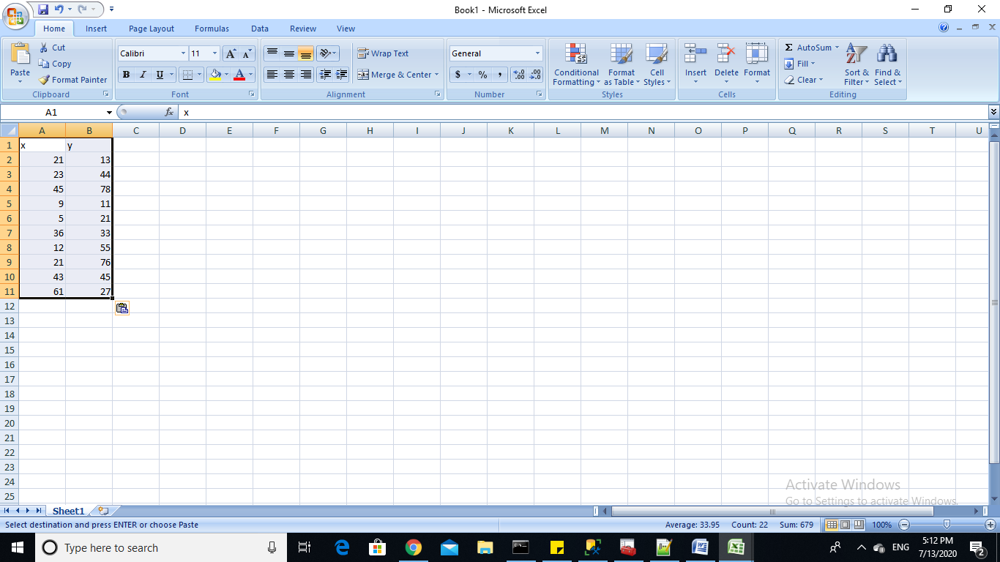 Book1 - Microsoft Excel
Home Insert Page Layout Formulas Data Review View
Cut
Calibri 11 A A Wrap Text General
Copy
Paste Format Painter
B I U A Merge & Center $ % , .0 .00 .00 .0
Conditional Formatting Format as Table Cell Styles
Insert Delete Format
Σ AutoSum
Fill
Clear
Sort & Filter Find & Select
Clipboard Font Alignment Number Styles Cells Editing
A1 fx x
A B C D E F G H I J K L M N O P Q R S T U
1 x y
2 21 13
3 23 44
4 45 78
5 9 11
6 5 21
7 36 33
8 12 55
9 21 76
10 43 45
11 61 27
12
13
14
15
16
17
18
19
20
21
22
23
24
25
Activate Windows
Go to Settings to activate Windows.
Sheet1
Select destination and press ENTER or choose Paste Average: 33.95 Count: 22 Sum: 679 100%
Type here to search ENG 5:12 PM
7/13/2020 2